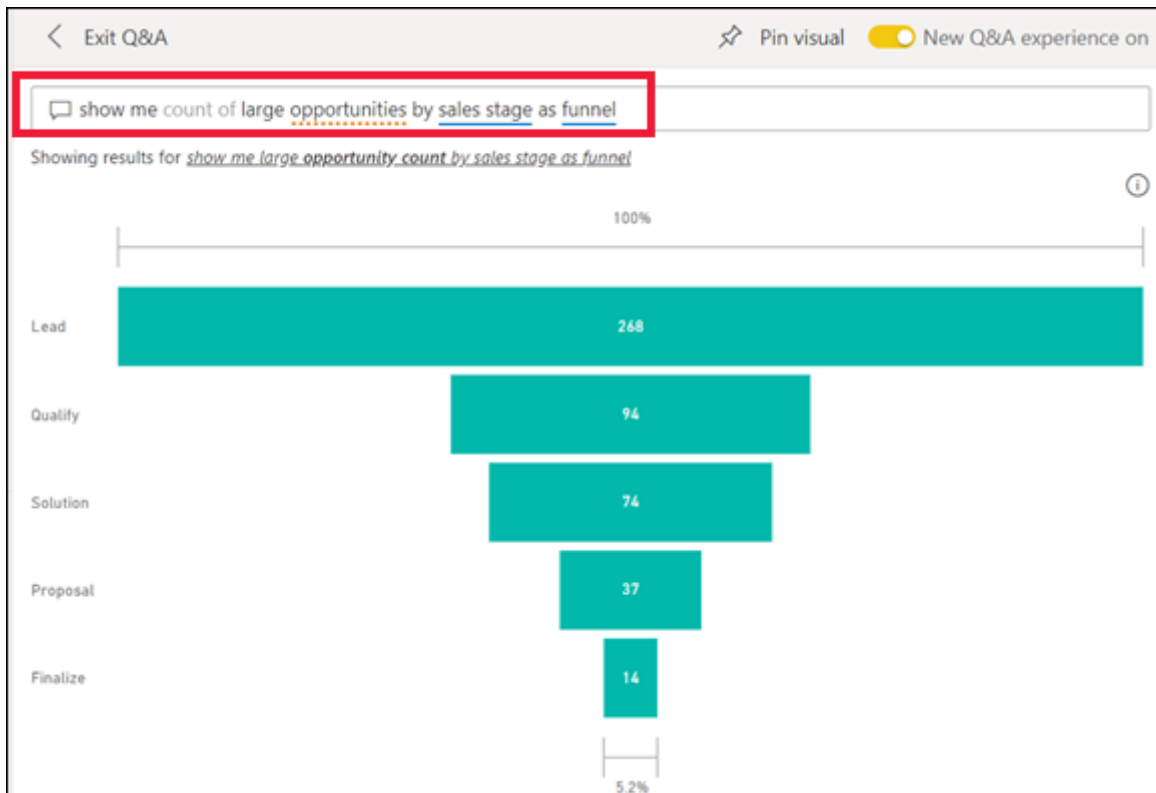 Exit Q&A Pin visual New Q&A experience on
show me count of large opportunities by sales stage as funnel
Showing results for show me large opportunity count by sales stage as funnel
100%
Lead 268
Qualify 94
Solution 74
Proposal 37
Finalize 14
5.2%